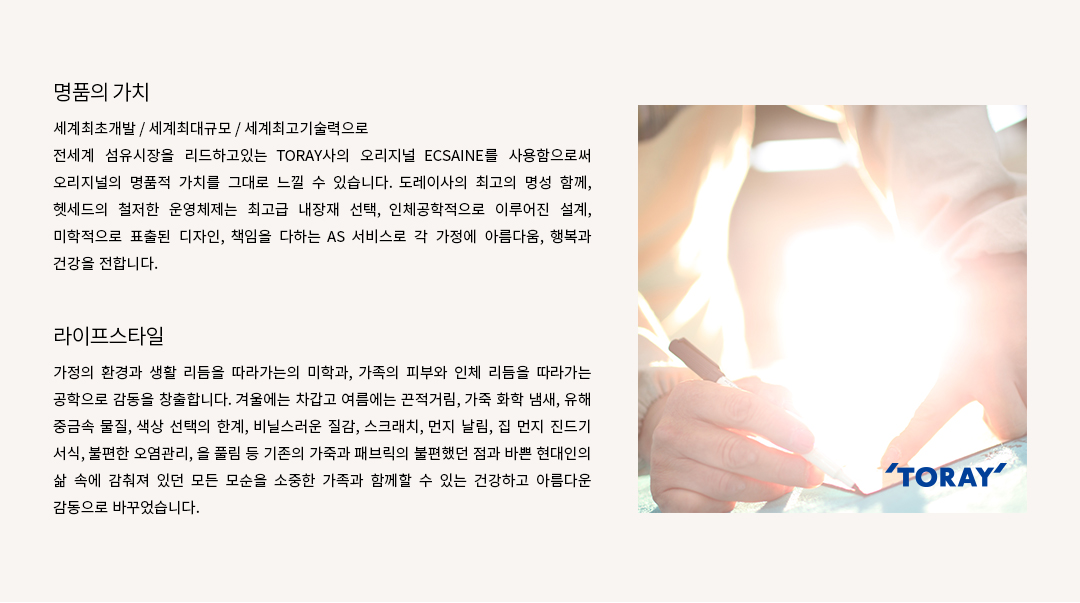 명품의 가치
세계최초개발 / 세계최대규모 / 세계최고기술력으로
전세계 섬유시장을 리드하고있는 TORAY사의 오리지널 ECSAINE를 사용함으로써
오리지널의 명품적 가치를 그대로 느낄 수 있습니다. 도레이사의 최고의 명성 함께,
헷세드의 철저한 운영체제는 최고급 내장재 선택, 인체공학적으로 이루어진 설계,
미학적으로 표출된 디자인, 책임을 다하는 AS 서비스로 각 가정에 아름다움, 행복과
건강을 전합니다.
라이프스타일
가정의 환경과 생활 리듬을 따라가는의 미학과, 가족의 피부와 인체 리듬을 따라가는
공학으로 감동을 창출합니다. 겨울에는 차갑고 여름에는 끈적거림, 가죽 화학 냄새, 유해
중금속 물질, 색상 선택의 한계, 비닐스러운 질감, 스크래치, 먼지 날림, 집 먼지 진드기
서식, 불편한 오염관리, 올 풀림 등 기존의 가죽과 패브릭의 불편했던 점과 바쁜 현대인의
삶 속에 감춰져 있던 모든 모순을 소중한 가족과 함께할 수 있는 건강하고 아름다운
감동으로 바꾸었습니다.
'TORAY'